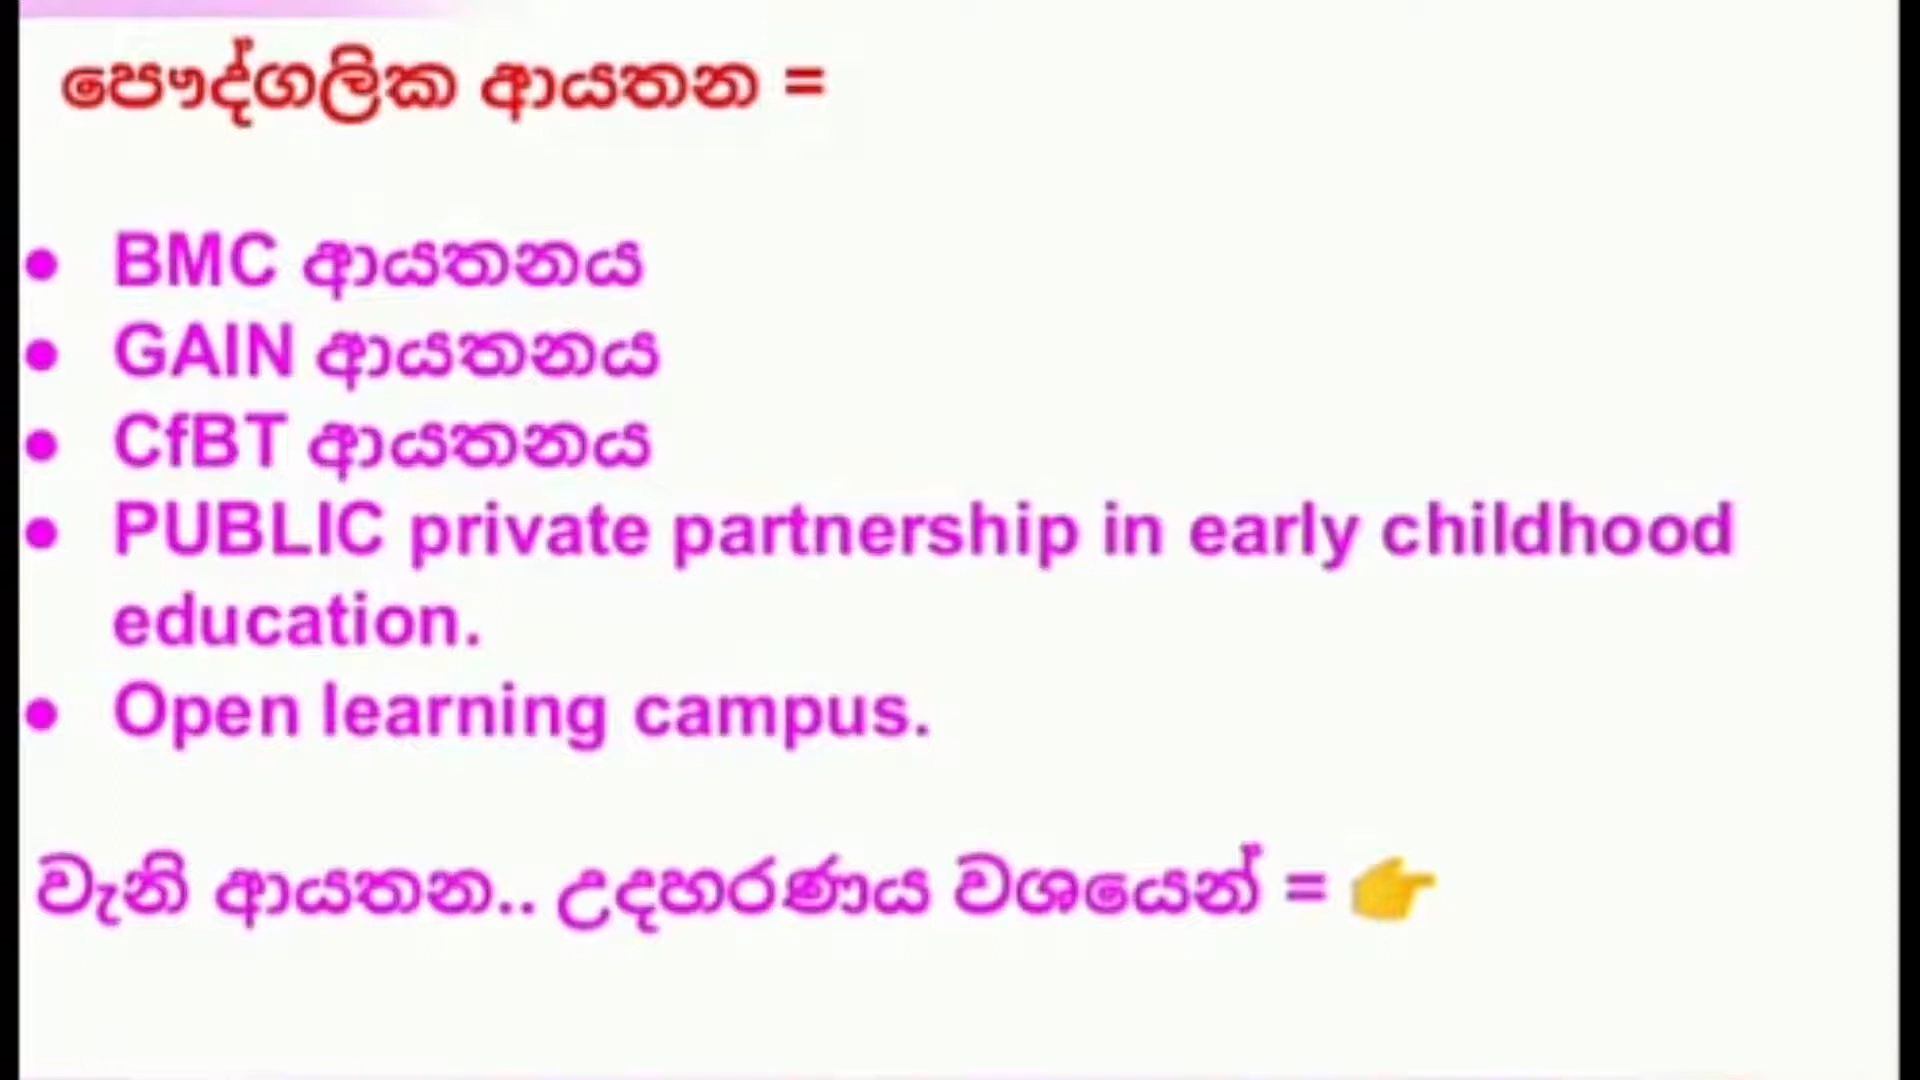 පෞද්ගලික ආයතන =
● BMC ආයතනය
● GAIN ආයතනය
● CfBT ආයතනය
● PUBLIC private partnership in early childhood
education.
● Open learning campus.
වැනි ආයතන.. උදහරණය වශයෙන් = 👉